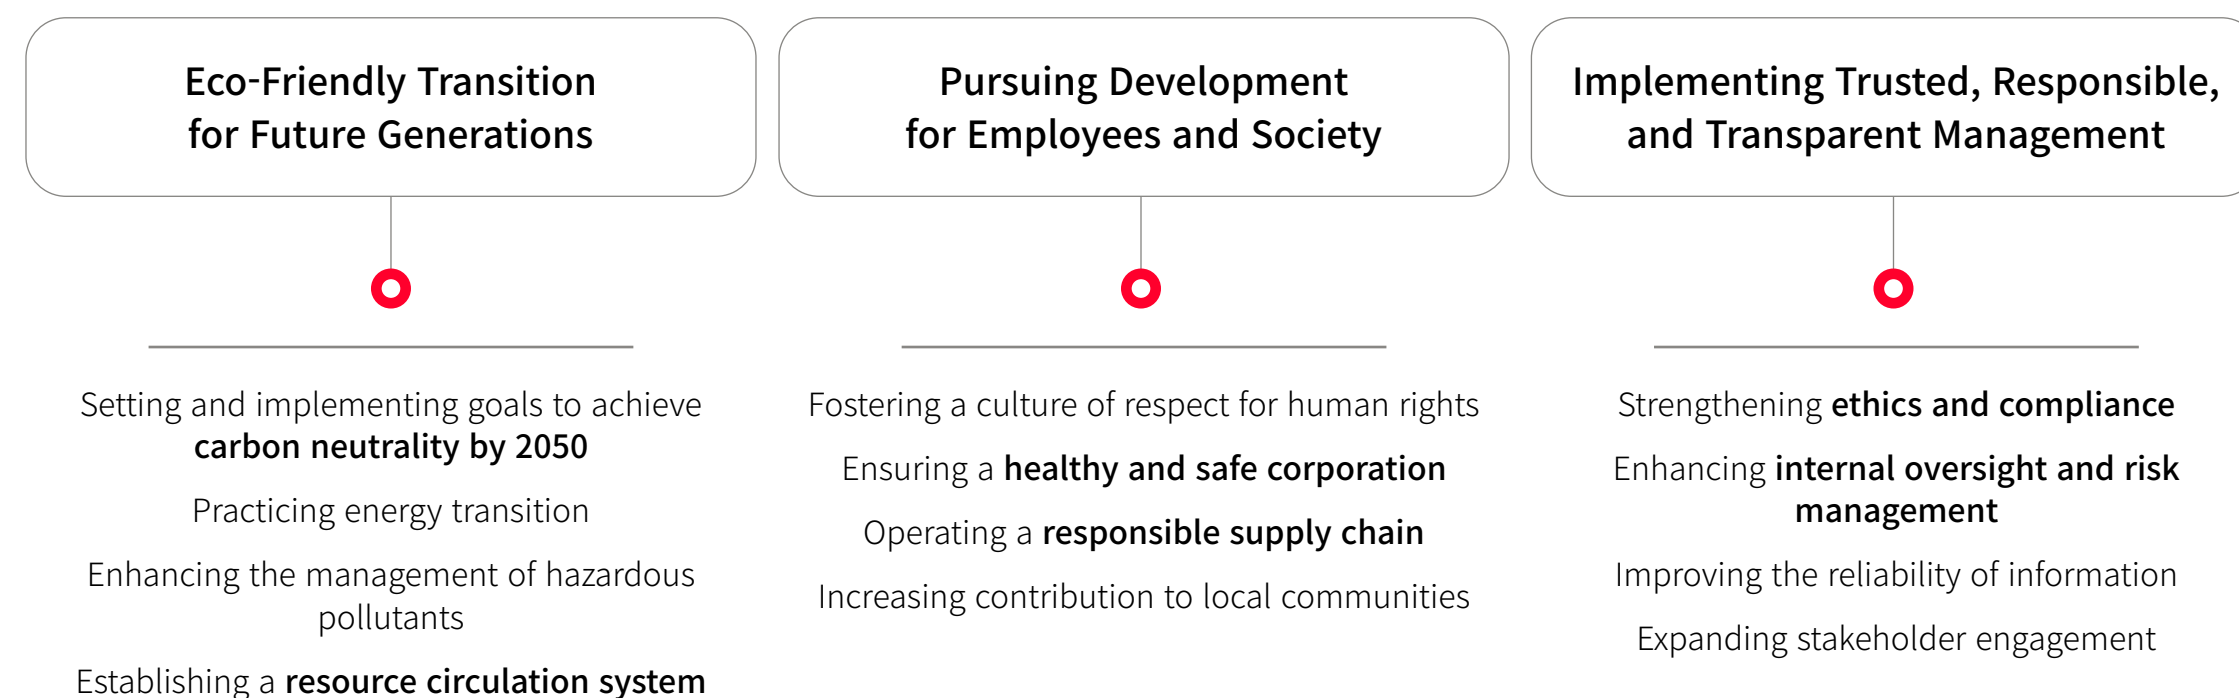 Eco-Friendly Transition
for Future Generations
Setting and implementing goals to achieve
carbon neutrality by 2050
Practicing energy transition
Enhancing the management of hazardous
pollutants
Establishing a resource circulation system
Pursuing Development
for Employees and Society
Fostering a culture of respect for human rights
Ensuring a healthy and safe corporation
Operating a responsible supply chain
Increasing contribution to local communities
Implementing Trusted, Responsible,
and Transparent Management
Strengthening ethics and compliance
Enhancing internal oversight and risk
management
Improving the reliability of information
Expanding stakeholder engagement